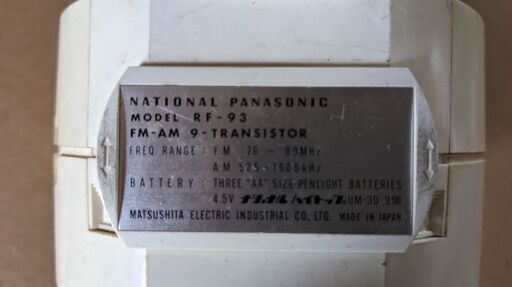 NATIONAL PANASONIC
MODEL RF-93
FM-AM 9-TRANSISTOR
FREQ. RANGE: FM 76~90MHz
AM 525~1605kHz
BATTERY: THREE "AA" SIZE PENLIGHT BATTERIES
4.5V ナショナルハイトップ UM-3D 3個
MATSUSHITA ELECTRIC INDUSTRIAL CO., LTD. MADE IN JAPAN